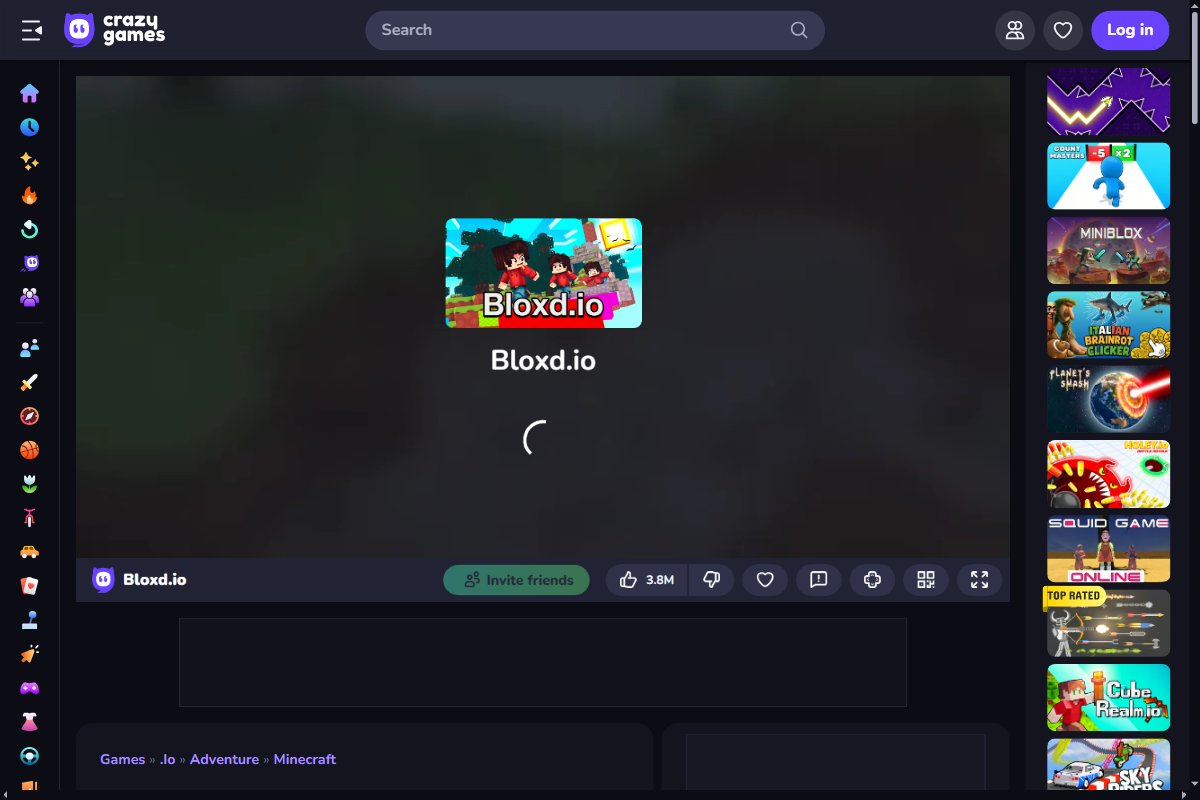 crazy
games
Search
Log in
Bloxd.io
Bloxd.io
Bloxd.io
Invite friends
3.8M
Games » .Io » Adventure » Minecraft
COUNT
MASTERS
-5
x2
MINIBLOX
ITALIAN
BRAINROT
CLICKER
PLANET'S
SMASH
HOLEY.IO
SQUID GAME
ONLINE
TOP RATED
Cube
Realm.io
SKY
RIDERS